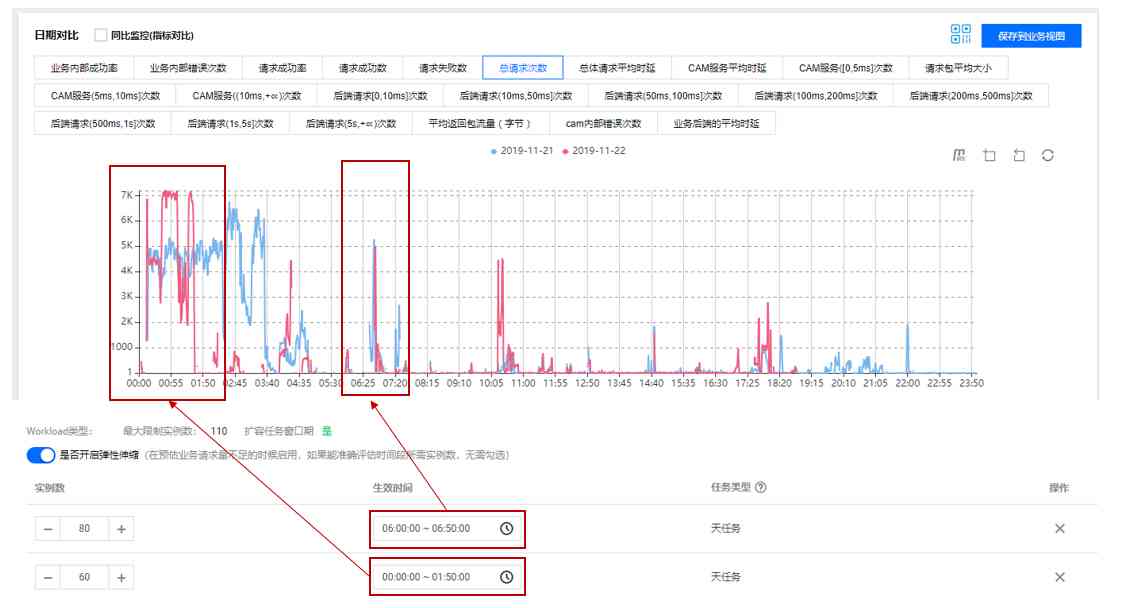 日期对比 同比监控(指标对比) 保存到业务视图
业务内部成功率 业务内部错误次数 请求成功率 请求成功数 请求失败数 总请求次数 总体请求平均时延 CAM服务平均时延 CAM服务([0,5ms]次数 请求包平均大小
CAM服务(5ms,10ms]次数 CAM服务((10ms,+∞)次数 后端请求[0,10ms]次数 后端请求(10ms,50ms]次数 后端请求(50ms,100ms]次数 后端请求(100ms,200ms]次数 后端请求(200ms,500ms]次数
后端请求(500ms,1s]次数 后端请求(1s,5s]次数 后端请求(5s,+∞)次数 平均返回包流量（字节） cam内部错误次数 业务后端的平均时延
2019-11-21 2019-11-22
7K
6K
5K
4K
3K
2K
1000
1
00:00 00:55 01:50 02:45 03:40 04:35 05:30 06:25 07:20 08:15 09:10 10:05 11:00 11:55 12:50 13:45 14:40 15:35 16:30 17:25 18:20 19:15 20:10 21:05 22:00 22:55 23:50
Workload类型： 最大限制实例数： 110 扩容任务窗口期 是
是否开启弹性伸缩 (在预估业务请求量不足的时候启用，如果能准确评估时间段所需实例数，无需勾选)
实例数 生效时间 任务类型 操作
80 06:00:00 ~ 06:50:00 天任务
60 00:00:00 ~ 01:50:00 天任务